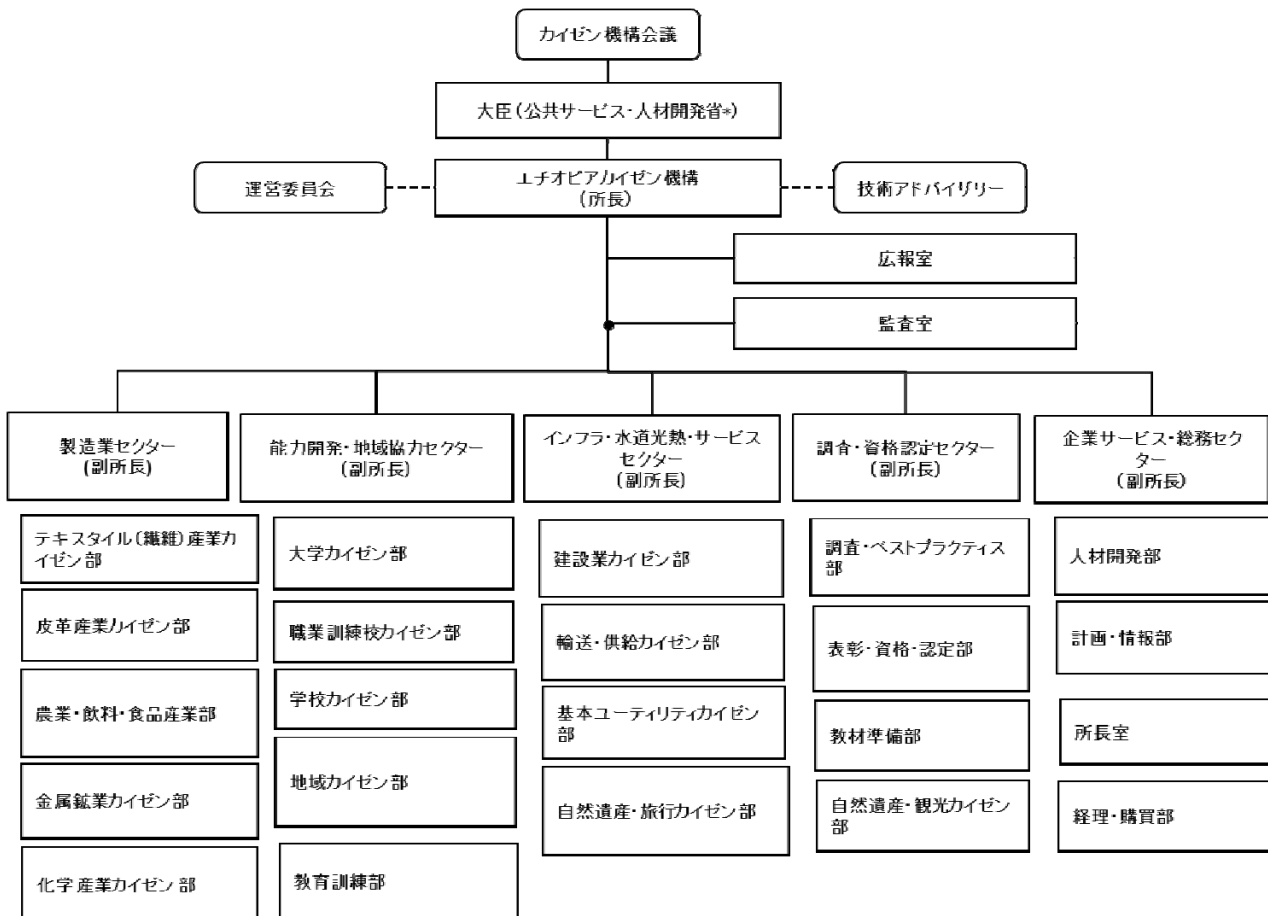 カイゼン機構会議
大臣(公共サービス・人材開発省*)
運営委員会
エチオピアカイゼン機構
(所長)
技術アドバイザリー
広報室
監査室
製造業セクター
(副所長)
能力開発・地域協力セクター
(副所長)
インフラ・水道光熱・サービス
セクター
(副所長)
調査・資格認定セクター
(副所長)
企業サービス・総務セク
ター
(副所長)
テキスタイル(繊維)産業カ
イゼン部
皮革産業カイゼン部
農業・飲料・食品産業部
金属鉱業カイゼン部
化学産業カイゼン部
大学カイゼン部
職業訓練校カイゼン部
学校カイゼン部
地域カイゼン部
教育訓練部
建設業カイゼン部
輸送・供給カイゼン部
基本ユーティリティカイゼン
部
自然遺産・旅行カイゼン部
調査・ベストプラクティス
部
表彰・資格・認定部
教材準備部
自然遺産・観光カイゼン
部
人材開発部
計画・情報部
所長室
経理・購買部